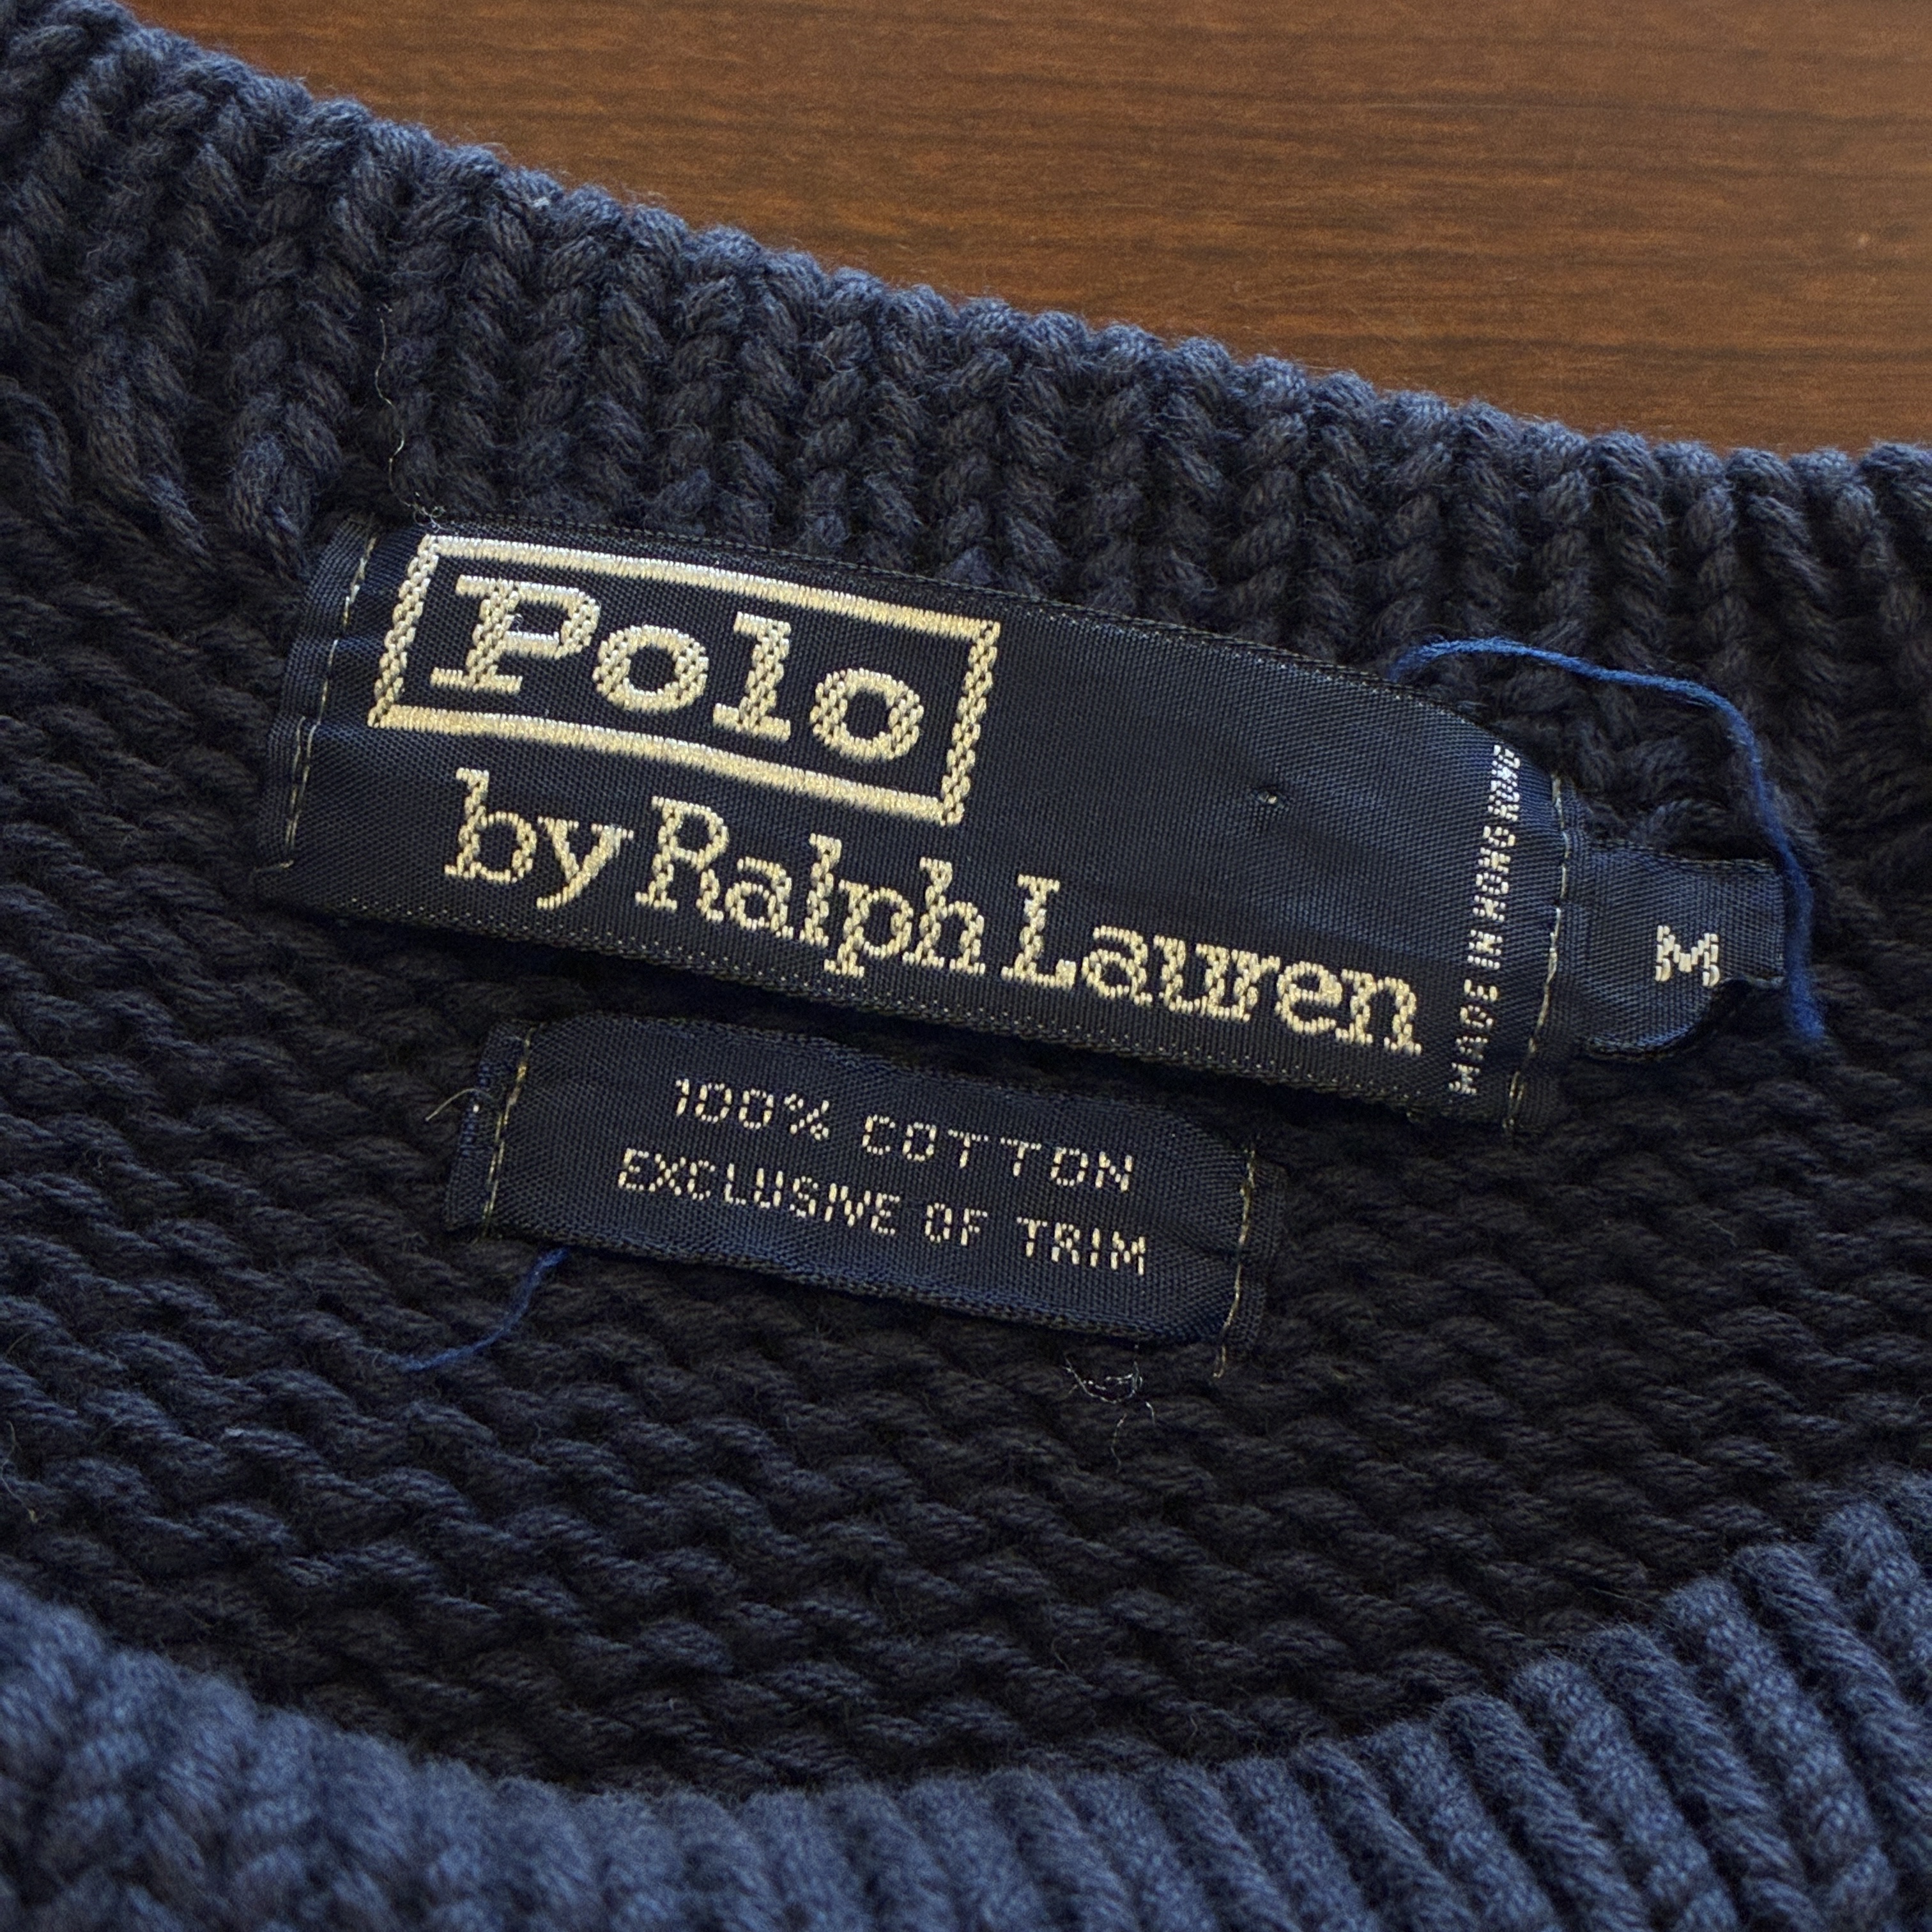 Polo
by Ralph Lauren
MADE IN HONG KONG
M
100% COTTON
EXCLUSIVE OF TRIM